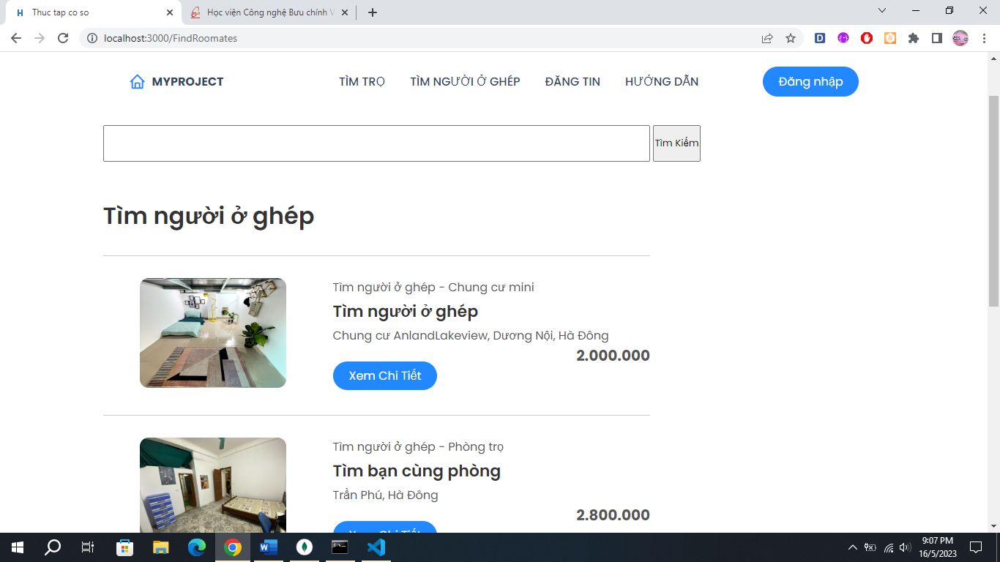 Thuc tap co so
Học viện Công nghệ Bưu chính V
localhost:3000/FindRoomates
MYPROJECT
TÌM TRỌ
TÌM NGƯỜI Ở GHÉP
ĐĂNG TIN
HƯỚNG DẪN
Đăng nhập
Tìm Kiếm
Tìm người ở ghép
Tìm người ở ghép - Chung cư mini
Tìm người ở ghép
Chung cư AnlandLakeview, Dương Nội, Hà Đông
2.000.000
Xem Chi Tiết
Tìm người ở ghép - Phòng trọ
Tìm bạn cùng phòng
Trần Phú, Hà Đông
2.800.000
Xem Chi Tiết
9:07 PM
16/5/2023